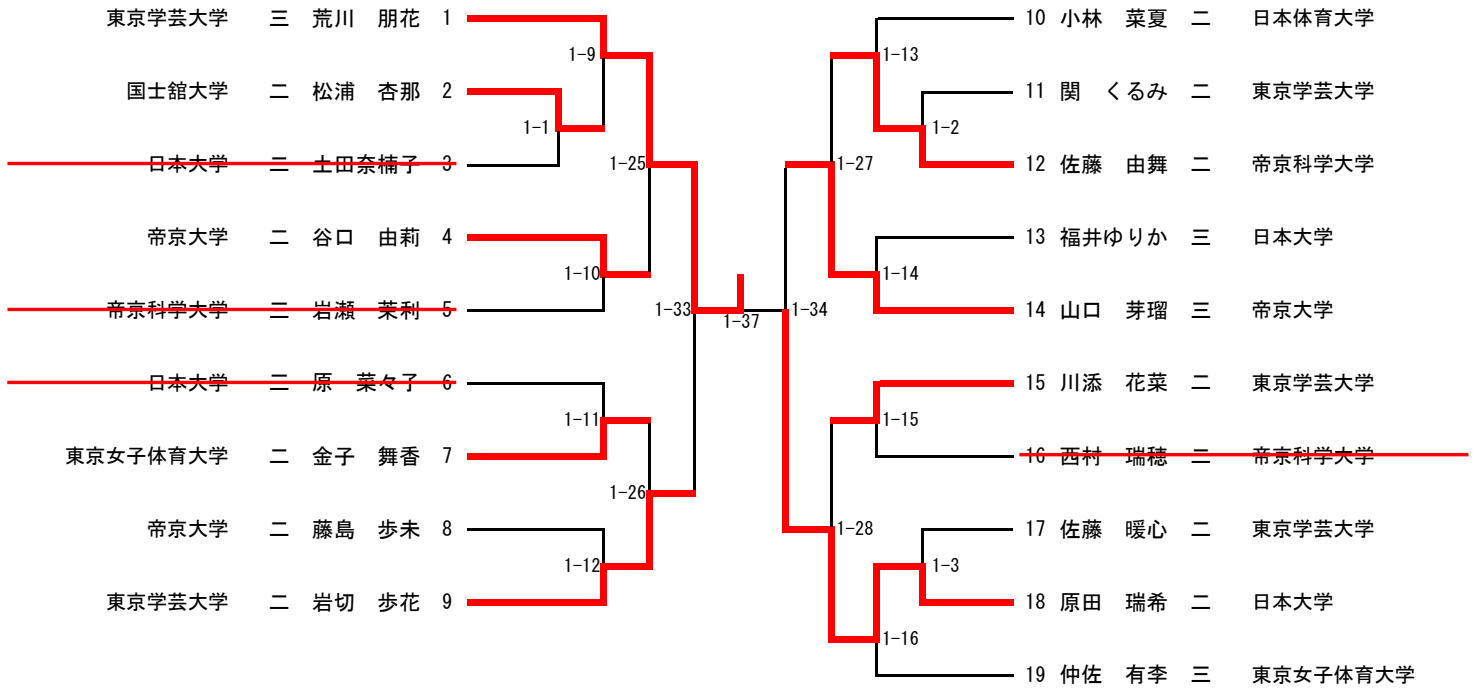 東京学芸大学 三 荒川 朋花 1
1-9
国士舘大学 二 松浦 杏那 2
1-1
日本大学 二 土田奈楠子 3
1-25
帝京大学 二 谷口 由莉 4
1-10
帝京科学大学 三 岩瀬 茉利 5
1-33
日本大学 三 原 菜々子 6
1-11
東京女子体育大学 二 金子 舞香 7
1-26
帝京大学 二 藤島 歩未 8
1-12
東京学芸大学 二 岩切 歩花 9
1-37
10 小林 菜夏 二 日本体育大学
1-13
11 関 くるみ 二 東京学芸大学
1-2
12 佐藤 由舞 二 帝京科学大学
1-27
13 福井ゆりか 三 日本大学
1-14
14 山口 芽瑠 三 帝京大学
1-34
15 川添 花菜 二 東京学芸大学
1-15
16 西村 瑞穂 二 帝京科学大学
1-28
17 佐藤 暖心 二 東京学芸大学
1-3
18 原田 瑞希 二 日本大学
1-16
19 仲佐 有李 三 東京女子体育大学